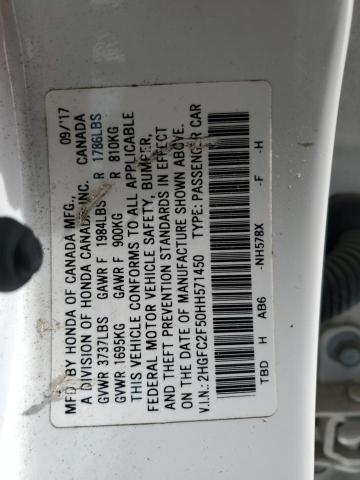 MFD. BY HONDA OF CANADA MFG., 09/17
A DIVISION OF HONDA CANADA INC. CANADA
GVWR 3737LBS GAWR F 1984LBS R 1786LBS
GVWR 1695KG GAWR F 900KG R 810KG
THIS VEHICLE CONFORMS TO ALL APPLICABLE
FEDERAL MOTOR VEHICLE SAFETY, BUMPER,
AND THEFT PREVENTION STANDARDS IN EFFECT
ON THE DATE OF MANUFACTURE SHOWN ABOVE.
V.I.N.: 2HGFC2F50HH571450 TYPE: PASSENGER CAR
TBD H AB6 -NH578X -F -H